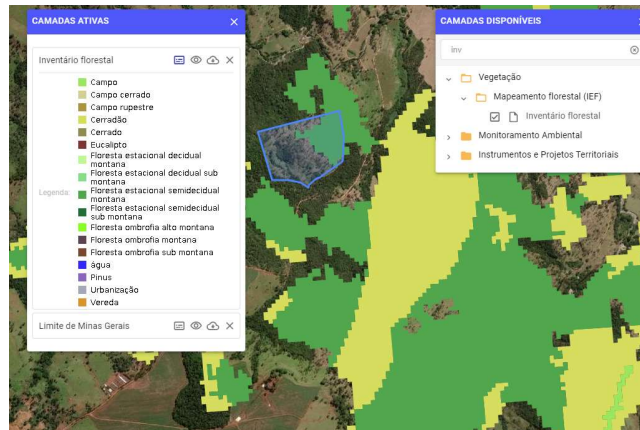 CAMADAS ATIVAS
Inventário florestal
Legenda:
Campo
Campo cerrado
Campo rupestre
Cerradão
Cerrado
Eucalipto
Floresta estacional decidual
montana
Floresta estacional decidual sub
montana
Floresta estacional semidecidual
montana
Floresta estacional semidecidual
sub montana
Floresta ombrofia alto montana
Floresta ombrofia montana
Floresta ombrofia sub montana
água
Pinus
Urbanização
Vereda
Limite de Minas Gerais
CAMADAS DISPONÍVEIS
inv
Vegetação
Mapeamento florestal (IEF)
Inventário florestal
Monitoramento Ambiental
Instrumentos e Projetos Territoriais